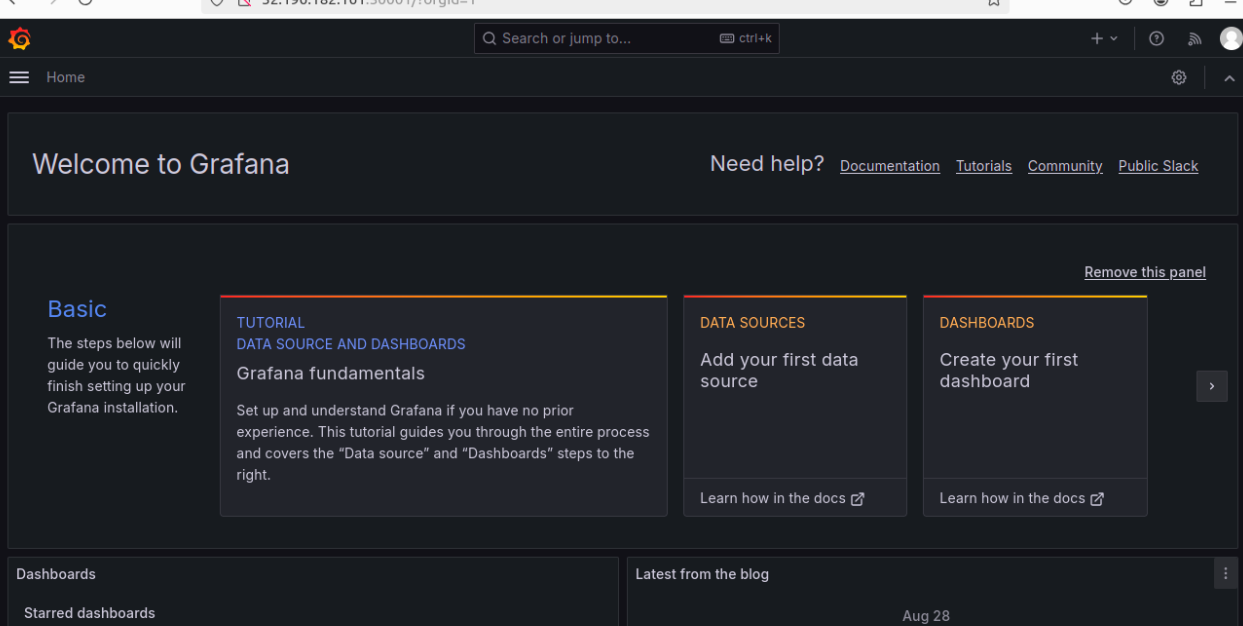 Search or jump to...
ctrl+k
Home
Welcome to Grafana
Need help? Documentation Tutorials Community Public Slack
Remove this panel
Basic
The steps below will
guide you to quickly
finish setting up your
Grafana installation.
TUTORIAL
DATA SOURCE AND DASHBOARDS
Grafana fundamentals
Set up and understand Grafana if you have no prior
experience. This tutorial guides you through the entire process
and covers the “Data source” and “Dashboards” steps to the
right.
DATA SOURCES
Add your first data
source
Learn how in the docs
DASHBOARDS
Create your first
dashboard
Learn how in the docs
Dashboards
Starred dashboards
Latest from the blog
Aug 28